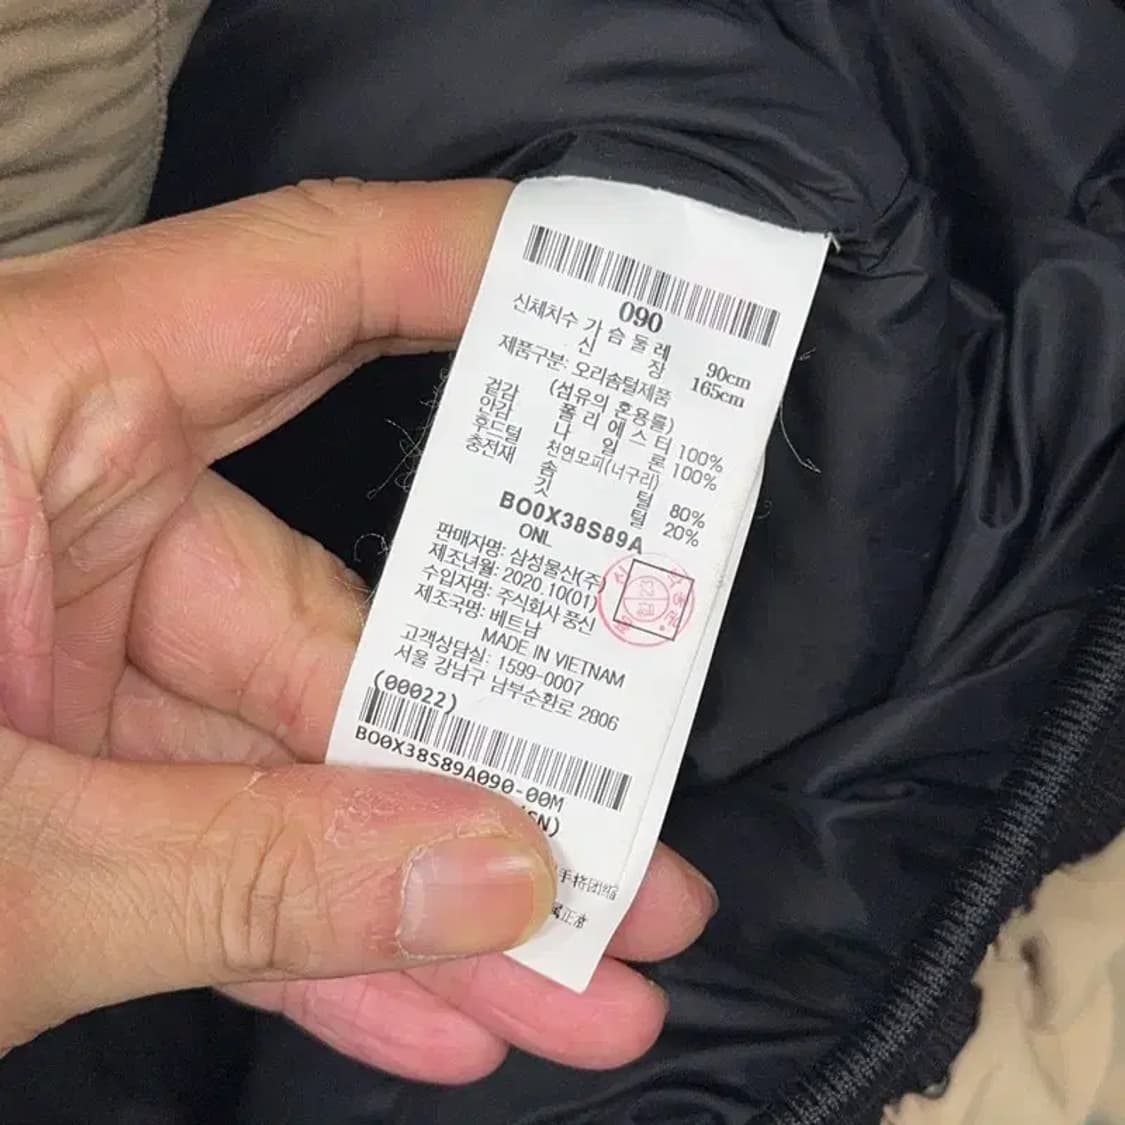 090
신체치수 가슴둘레 90cm
신장 165cm
제품구분: 오리솜털제품
(섬유의 혼용률)
겉감 폴리에스터 100%
안감 나일론 100%
후드털 천연모피(너구리)
충전재 솜털 80%
깃털 20%
BO0X38S89A
ONL
판매자명: 삼성물산(주)
제조년월: 2020.10(01)
수입자명: 주식회사 풍신
제조국명: 베트남
MADE IN VIETNAM
고객상담실: 1599-0007
서울 강남구 남부순환로 2806
(00022)
BO0X38S89A090-00M
手将团缩